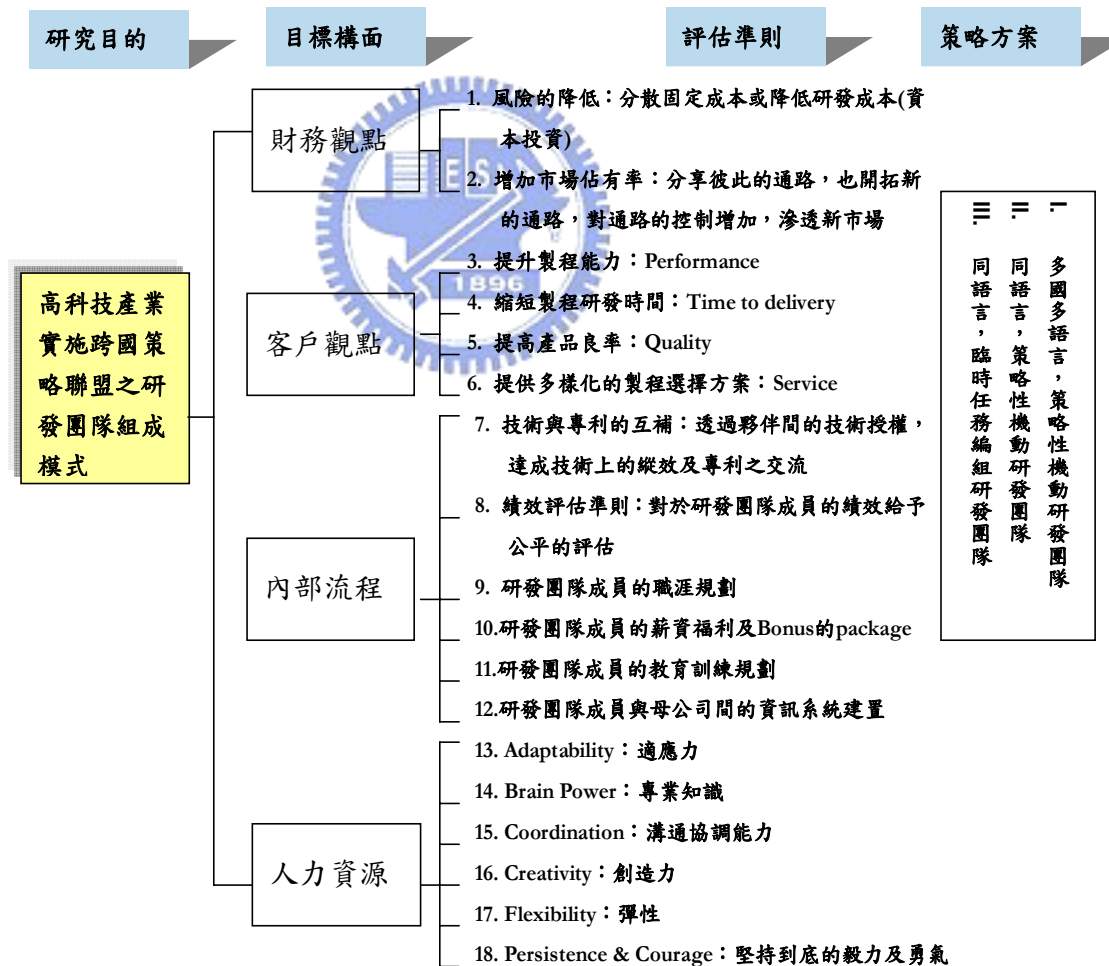 研究目的
目標構面
評估準則
策略方案
高科技產業
實施跨國策
略聯盟之研
發團隊組成
模式
財務觀點
1. 風險的降低：分散固定成本或降低研發成本(資
本投資)
2. 增加市場佔有率：分享彼此的通路，也開拓新
的通路，對通路的控制增加，滲透新市場
客戶觀點
3. 提升製程能力：Performance
4. 縮短製程研發時間：Time to delivery
5. 提高產品良率：Quality
6. 提供多樣化的製程選擇方案：Service
內部流程
7. 技術與專利的互補：透過夥伴間的技術授權，
達成技術上的縱效及專利之交流
8. 績效評估準則：對於研發團隊成員的績效給予
公平的評估
9. 研發團隊成員的職涯規劃
10.研發團隊成員的薪資福利及Bonus的package
11.研發團隊成員的教育訓練規劃
12.研發團隊成員與母公司間的資訊系統建置
人力資源
13. Adaptability：適應力
14. Brain Power：專業知識
15. Coordination：溝通協調能力
16. Creativity：創造力
17. Flexibility：彈性
18. Persistence & Courage：堅持到底的毅力及勇氣
I. 多國多語言，策略性機動研發團隊
II. 同語言，策略性機動研發團隊
III. 同語言，臨時任務編組研發團隊
1896